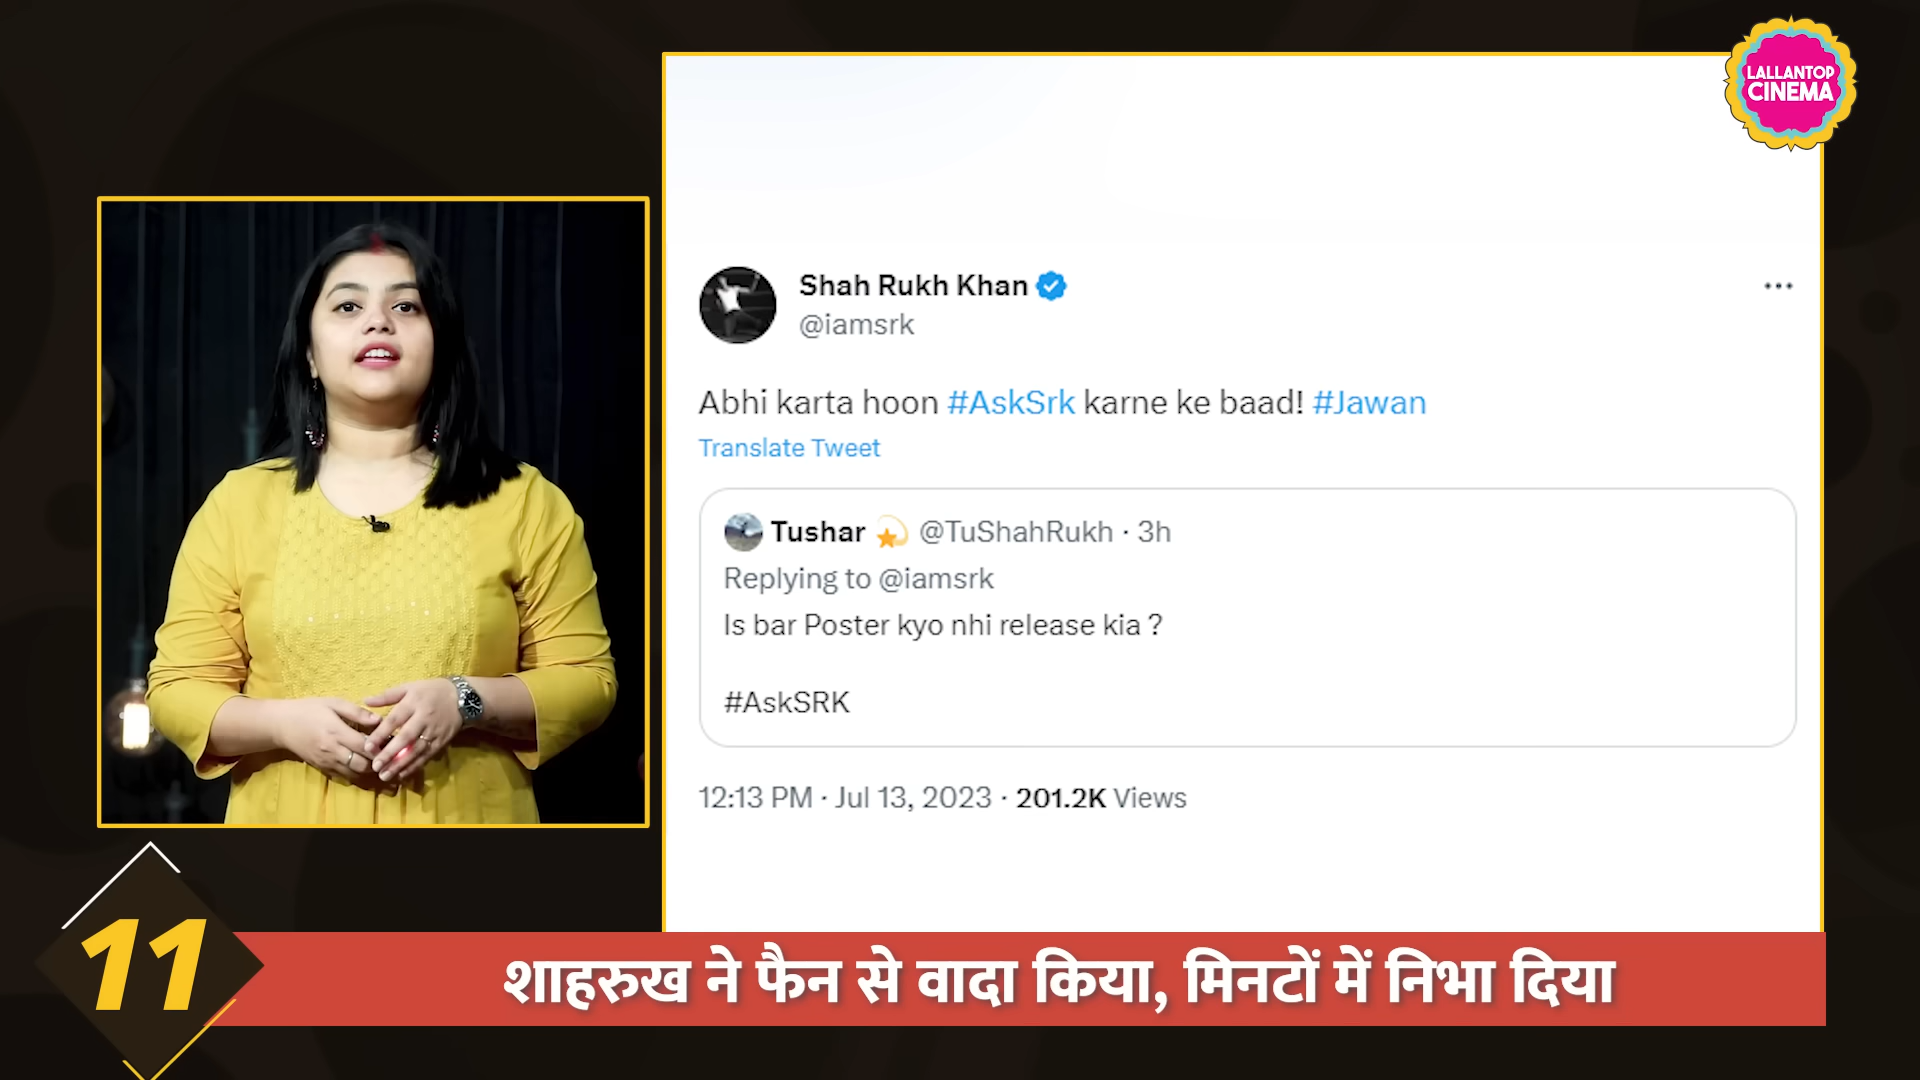 LALLANTOP
CINEMA
Shah Rukh Khan
@iamsrk
Abhi karta hoon #AskSrk karne ke baad! #Jawan
Translate Tweet
Tushar 💫 @TuShahRukh · 3h
Replying to @iamsrk
Is bar Poster kyo nhi release kia ?
#AskSRK
12:13 PM · Jul 13, 2023 · 201.2K Views
11
शाहरुख ने फैन से वादा किया, मिनटों में निभा दिया